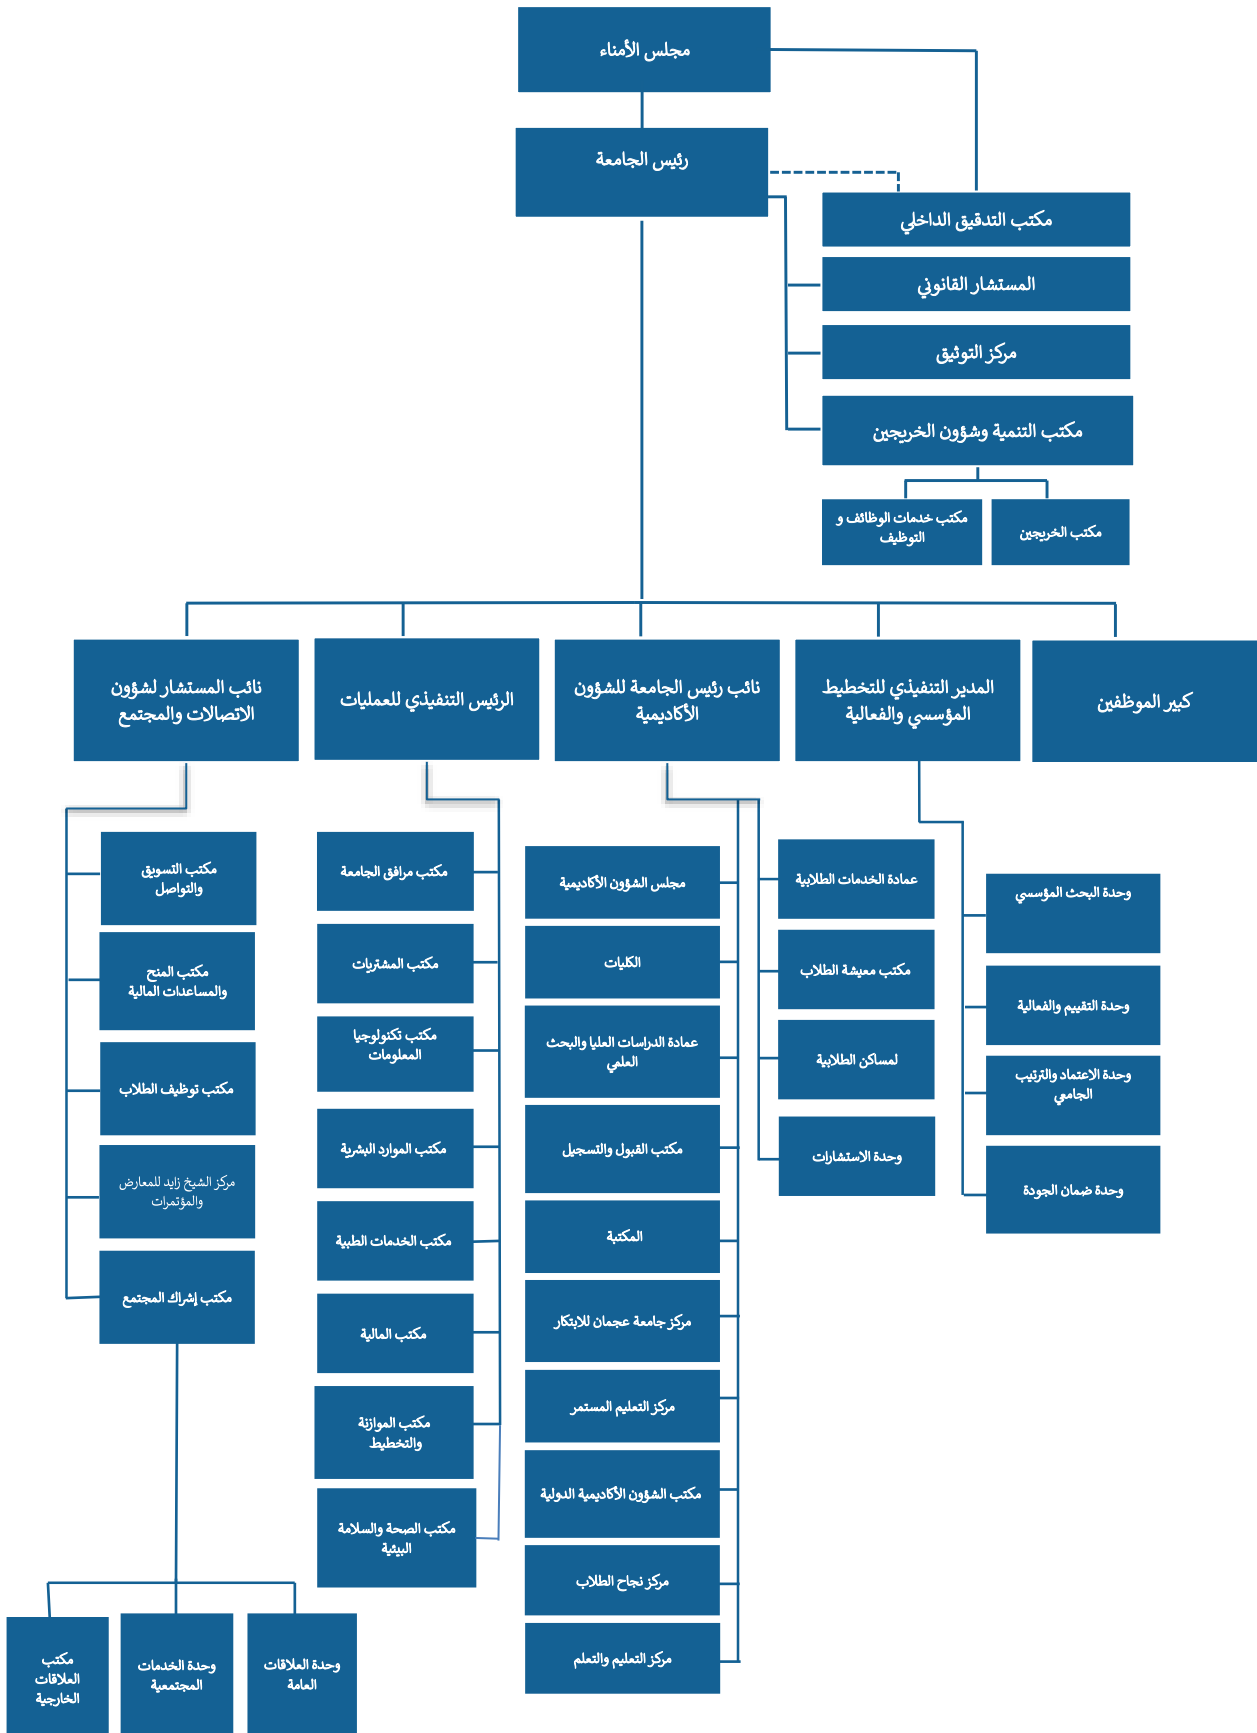 مجلس الأمناء
رئيس الجامعة
مكتب التدقيق الداخلي
المستشار القانوني
مركز التوثيق
مكتب التنمية وشؤون الخريجين
مكتب الخريجين
مكتب خدمات الوظائف و
التوظيف
كبير الموظفين
المدير التنفيذي للتخطيط
المؤسسي والفعالية
نائب رئيس الجامعة للشؤون
الأكاديمية
الرئيس التنفيذي للعمليات
نائب المستشار لشؤون
الاتصالات والمجتمع
وحدة البحث المؤسسي
وحدة التقييم والفعالية
وحدة الاعتماد والترتيب
الجامعي
وحدة ضمان الجودة
عمادة الخدمات الطلابية
مكتب معيشة الطلاب
لمساكن الطلابية
وحدة الاستشارات
مجلس الشؤون الأكاديمية
الكليات
عمادة الدراسات العليا والبحث
العلمي
مكتب القبول والتسجيل
المكتبة
مركز جامعة عجمان للابتكار
مركز التعليم المستمر
مكتب الشؤون الأكاديمية الدولية
مركز نجاح الطلاب
مركز التعليم والتعلم
مكتب مرافق الجامعة
مكتب المشتريات
مكتب تكنولوجيا
المعلومات
مكتب الموارد البشرية
مكتب الخدمات الطبية
مكتب المالية
مكتب الموازنة
والتخطيط
مكتب الصحة والسلامة
البيئية
مكتب التسويق
والتواصل
مكتب المنح
والمساعدات المالية
مكتب توظيف الطلاب
مركز الشيخ زايد للمعارض
والمؤتمرات
مكتب إشراك المجتمع
وحدة العلاقات
العامة
وحدة الخدمات
المجتمعية
مكتب
العلاقات
الخارجية